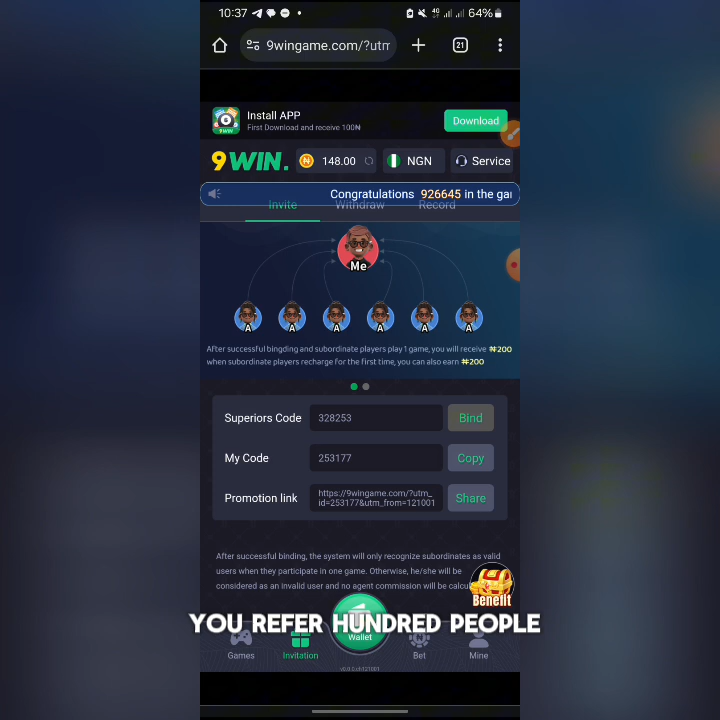 10:37
4G
64%
9wingame.com/?utm
21
Install APP
First Download and receive 100₦
Download
9WIN
9WIN.
148.00
NGN
Service
Congratulations 926645 in the gar
Invite
Withdraw
Record
Me
A A A A A A
After successful bingding and subordinate players play 1 game, you will receive ₦200
when subordinate players recharge for the first time, you can also earn ₦200
Superiors Code
328253
Bind
My Code
253177
Copy
Promotion link
https://9wingame.com/?utm_
id=253177&utm_from=121001
Share
After successful binding, the system will only recognize subordinates as valid
users when they participate in one game. Otherwise, he/she will be
considered as an invalid user and no agent commission will be calcu
Benefit
YOU REFER HUNDRED PEOPLE
Wallet
Games
Invitation
Bet
Mine